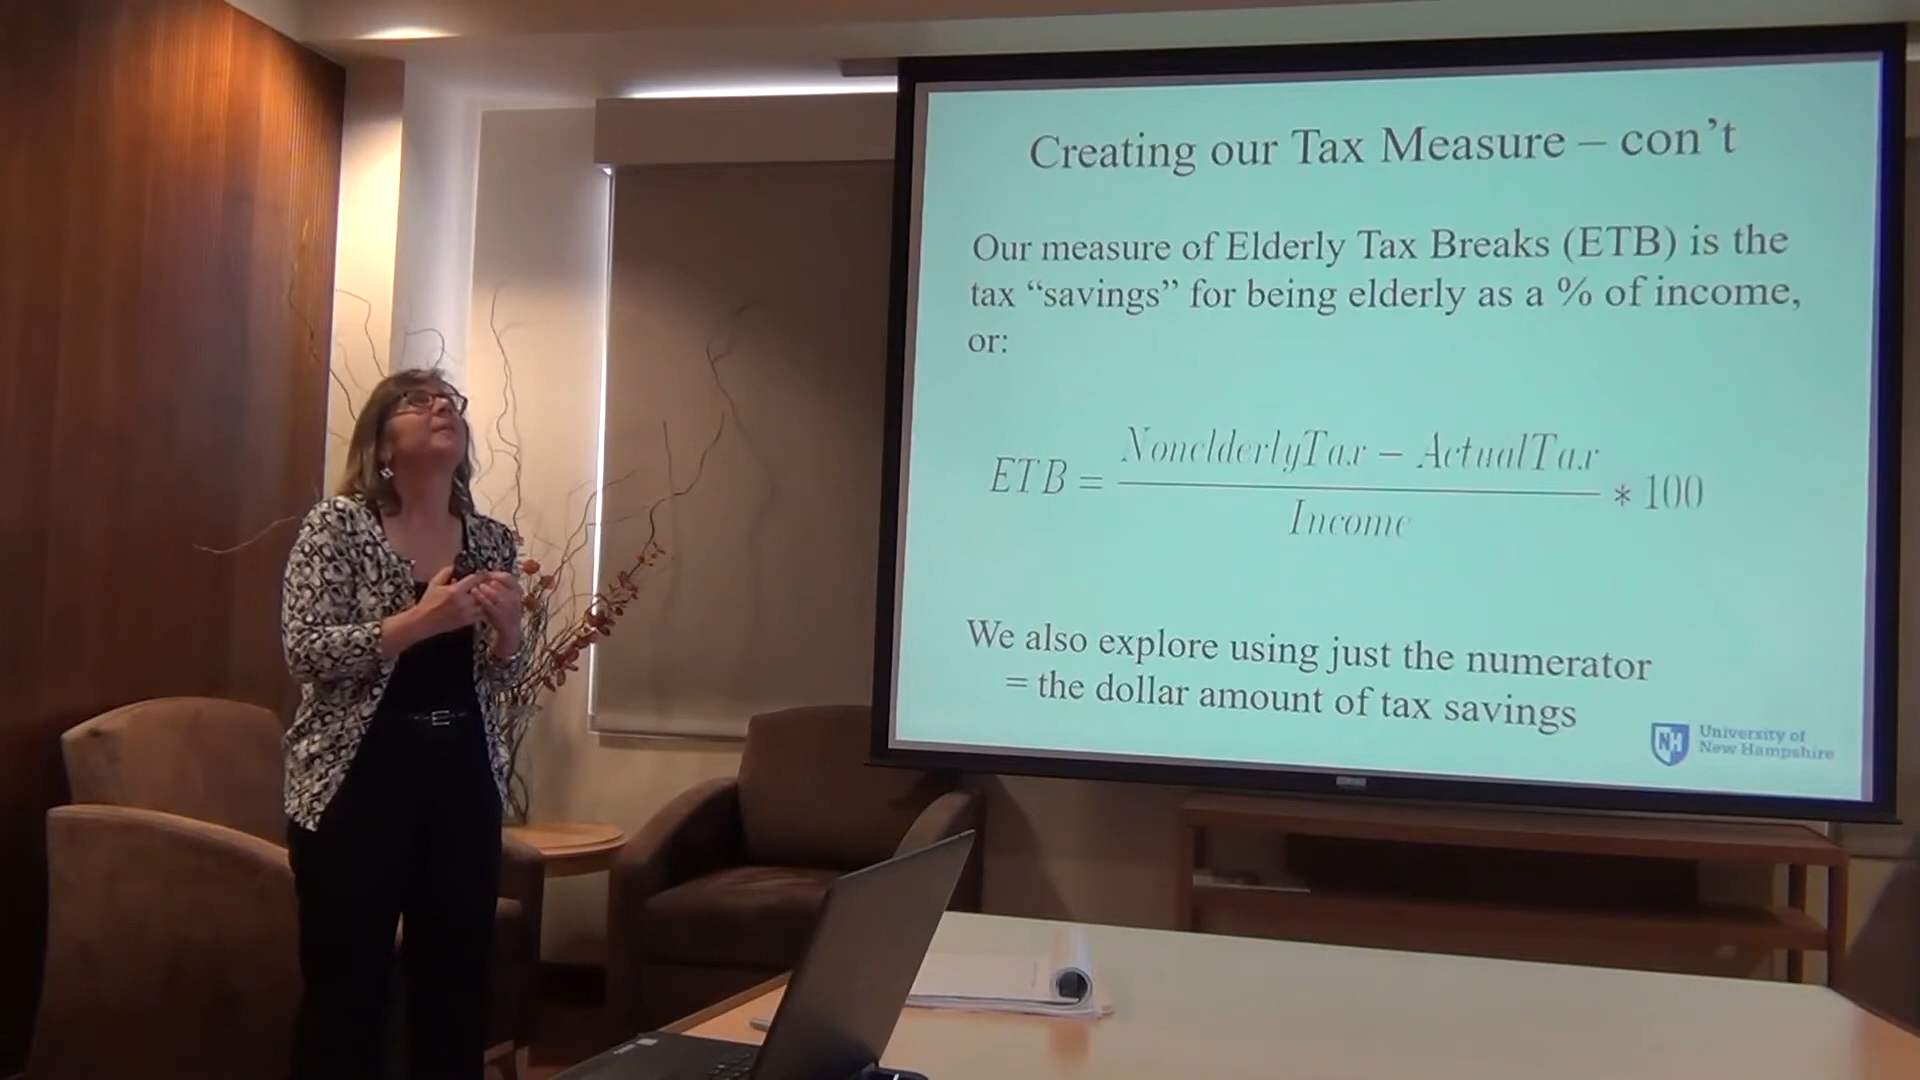 Creating our Tax Measure – con’t
Our measure of Elderly Tax Breaks (ETB) is the
tax “savings” for being elderly as a % of income,
or:
ETB = (NonelderlyTax – ActualTax) / Income * 100
We also explore using just the numerator
= the dollar amount of tax savings
NH
University of
New Hampshire